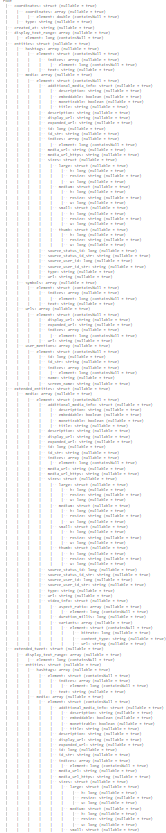 root
|-- coordinates: struct (nullable = true)
|    |-- coordinates: array (nullable = true)
|    |    |-- element: double (containsNull = true)
|    |-- type: string (nullable = true)
|-- created_at: string (nullable = true)
|-- display_text_range: array (nullable = true)
|    |-- element: long (containsNull = true)
|-- entities: struct (nullable = true)
|    |-- hashtags: array (nullable = true)
|    |    |-- element: struct (containsNull = true)
|    |    |    |-- indices: array (nullable = true)
|    |    |    |    |-- element: long (containsNull = true)
|    |    |    |-- text: string (nullable = true)
|    |-- media: array (nullable = true)
|    |    |-- element: struct (containsNull = true)
|    |    |    |-- additional_media_info: struct (nullable = true)
|    |    |    |    |-- description: string (nullable = true)
|    |    |    |    |-- embeddable: boolean (nullable = true)
|    |    |    |    |-- monetizable: boolean (nullable = true)
|    |    |    |    |-- title: string (nullable = true)
|    |    |    |-- description: string (nullable = true)
|    |    |    |-- display_url: string (nullable = true)
|    |    |    |-- expanded_url: string (nullable = true)
|    |    |    |-- id: long (nullable = true)
|    |    |    |-- id_str: string (nullable = true)
|    |    |    |-- indices: array (nullable = true)
|    |    |    |    |-- element: long (containsNull = true)
|    |    |    |-- media_url: string (nullable = true)
|    |    |    |-- media_url_https: string (nullable = true)
|    |    |    |-- sizes: struct (nullable = true)
|    |    |    |    |-- large: struct (nullable = true)
|    |    |    |    |    |-- h: long (nullable = true)
|    |    |    |    |    |-- resize: string (nullable = true)
|    |    |    |    |    |-- w: long (nullable = true)
|    |    |    |    |-- medium: struct (nullable = true)
|    |    |    |    |    |-- h: long (nullable = true)
|    |    |    |    |    |-- resize: string (nullable = true)
|    |    |    |    |    |-- w: long (nullable = true)
|    |    |    |    |-- small: struct (nullable = true)
|    |    |    |    |    |-- h: long (nullable = true)
|    |    |    |    |    |-- resize: string (nullable = true)
|    |    |    |    |    |-- w: long (nullable = true)
|    |    |    |    |-- thumb: struct (nullable = true)
|    |    |    |    |    |-- h: long (nullable = true)
|    |    |    |    |    |-- resize: string (nullable = true)
|    |    |    |    |    |-- w: long (nullable = true)
|    |    |    |-- source_status_id: long (nullable = true)
|    |    |    |-- source_status_id_str: string (nullable = true)
|    |    |    |-- source_user_id: long (nullable = true)
|    |    |    |-- source_user_id_str: string (nullable = true)
|    |    |    |-- type: string (nullable = true)
|    |    |    |-- url: string (nullable = true)
|    |-- symbols: array (nullable = true)
|    |    |-- element: struct (containsNull = true)
|    |    |    |-- indices: array (nullable = true)
|    |    |    |    |-- element: long (containsNull = true)
|    |    |    |-- text: string (nullable = true)
|    |-- urls: array (nullable = true)
|    |    |-- element: struct (containsNull = true)
|    |    |    |-- display_url: string (nullable = true)
|    |    |    |-- expanded_url: string (nullable = true)
|    |    |    |-- indices: array (nullable = true)
|    |    |    |    |-- element: long (containsNull = true)
|    |    |    |-- url: string (nullable = true)
|    |-- user_mentions: array (nullable = true)
|    |    |-- element: struct (containsNull = true)
|    |    |    |-- id: long (nullable = true)
|    |    |    |-- id_str: string (nullable = true)
|    |    |    |-- indices: array (nullable = true)
|    |    |    |    |-- element: long (containsNull = true)
|    |    |    |-- name: string (nullable = true)
|    |    |    |-- screen_name: string (nullable = true)
|-- extended_entities: struct (nullable = true)
|    |-- media: array (nullable = true)
|    |    |-- element: struct (containsNull = true)
|    |    |    |-- additional_media_info: struct (nullable = true)
|    |    |    |    |-- description: string (nullable = true)
|    |    |    |    |-- embeddable: boolean (nullable = true)
|    |    |    |    |-- monetizable: boolean (nullable = true)
|    |    |    |    |-- title: string (nullable = true)
|    |    |    |-- description: string (nullable = true)
|    |    |    |-- display_url: string (nullable = true)
|    |    |    |-- expanded_url: string (nullable = true)
|    |    |    |-- id: long (nullable = true)
|    |    |    |-- id_str: string (nullable = true)
|    |    |    |-- indices: array (nullable = true)
|    |    |    |    |-- element: long (containsNull = true)
|    |    |    |-- media_url: string (nullable = true)
|    |    |    |-- media_url_https: string (nullable = true)
|    |    |    |-- sizes: struct (nullable = true)
|    |    |    |    |-- large: struct (nullable = true)
|    |    |    |    |    |-- h: long (nullable = true)
|    |    |    |    |    |-- resize: string (nullable = true)
|    |    |    |    |    |-- w: long (nullable = true)
|    |    |    |    |-- medium: struct (nullable = true)
|    |    |    |    |    |-- h: long (nullable = true)
|    |    |    |    |    |-- resize: string (nullable = true)
|    |    |    |    |    |-- w: long (nullable = true)
|    |    |    |    |-- small: struct (nullable = true)
|    |    |    |    |    |-- h: long (nullable = true)
|    |    |    |    |    |-- resize: string (nullable = true)
|    |    |    |    |    |-- w: long (nullable = true)
|    |    |    |    |-- thumb: struct (nullable = true)
|    |    |    |    |    |-- h: long (nullable = true)
|    |    |    |    |    |-- resize: string (nullable = true)
|    |    |    |    |    |-- w: long (nullable = true)
|    |    |    |-- source_status_id: long (nullable = true)
|    |    |    |-- source_status_id_str: string (nullable = true)
|    |    |    |-- source_user_id: long (nullable = true)
|    |    |    |-- source_user_id_str: string (nullable = true)
|    |    |    |-- type: string (nullable = true)
|    |    |    |-- url: string (nullable = true)
|    |    |    |-- video_info: struct (nullable = true)
|    |    |    |    |-- aspect_ratio: array (nullable = true)
|    |    |    |    |    |-- element: long (containsNull = true)
|    |    |    |    |-- duration_millis: long (nullable = true)
|    |    |    |    |-- variants: array (nullable = true)
|    |    |    |    |    |-- element: struct (containsNull = true)
|    |    |    |    |    |    |-- bitrate: long (nullable = true)
|    |    |    |    |    |    |-- content_type: string (nullable = true)
|    |    |    |    |    |    |-- url: string (nullable = true)
|-- extended_tweet: struct (nullable = true)
|    |-- display_text_range: array (nullable = true)
|    |    |-- element: long (containsNull = true)
|    |-- entities: struct (nullable = true)
|    |    |-- hashtags: array (nullable = true)
|    |    |    |-- element: struct (containsNull = true)
|    |    |    |    |-- indices: array (nullable = true)
|    |    |    |    |    |-- element: long (containsNull = true)
|    |    |    |    |-- text: string (nullable = true)
|    |    |-- media: array (nullable = true)
|    |    |    |-- element: struct (containsNull = true)
|    |    |    |    |-- additional_media_info: struct (nullable = true)
|    |    |    |    |    |-- description: string (nullable = true)
|    |    |    |    |    |-- embeddable: boolean (nullable = true)
|    |    |    |    |    |-- monetizable: boolean (nullable = true)
|    |    |    |    |    |-- title: string (nullable = true)
|    |    |    |    |-- description: string (nullable = true)
|    |    |    |    |-- display_url: string (nullable = true)
|    |    |    |    |-- expanded_url: string (nullable = true)
|    |    |    |    |-- id: long (nullable = true)
|    |    |    |    |-- id_str: string (nullable = true)
|    |    |    |    |-- indices: array (nullable = true)
|    |    |    |    |    |-- element: long (containsNull = true)
|    |    |    |    |-- media_url: string (nullable = true)
|    |    |    |    |-- media_url_https: string (nullable = true)
|    |    |    |    |-- sizes: struct (nullable = true)
|    |    |    |    |    |-- large: struct (nullable = true)
|    |    |    |    |    |    |-- h: long (nullable = true)
|    |    |    |    |    |    |-- resize: string (nullable = true)
|    |    |    |    |    |    |-- w: long (nullable = true)
|    |    |    |    |    |-- medium: struct (nullable = true)
|    |    |    |    |    |    |-- h: long (nullable = true)
|    |    |    |    |    |    |-- resize: string (nullable = true)
|    |    |    |    |    |    |-- w: long (nullable = true)
|    |    |    |    |    |-- small: struct (nullable = true)